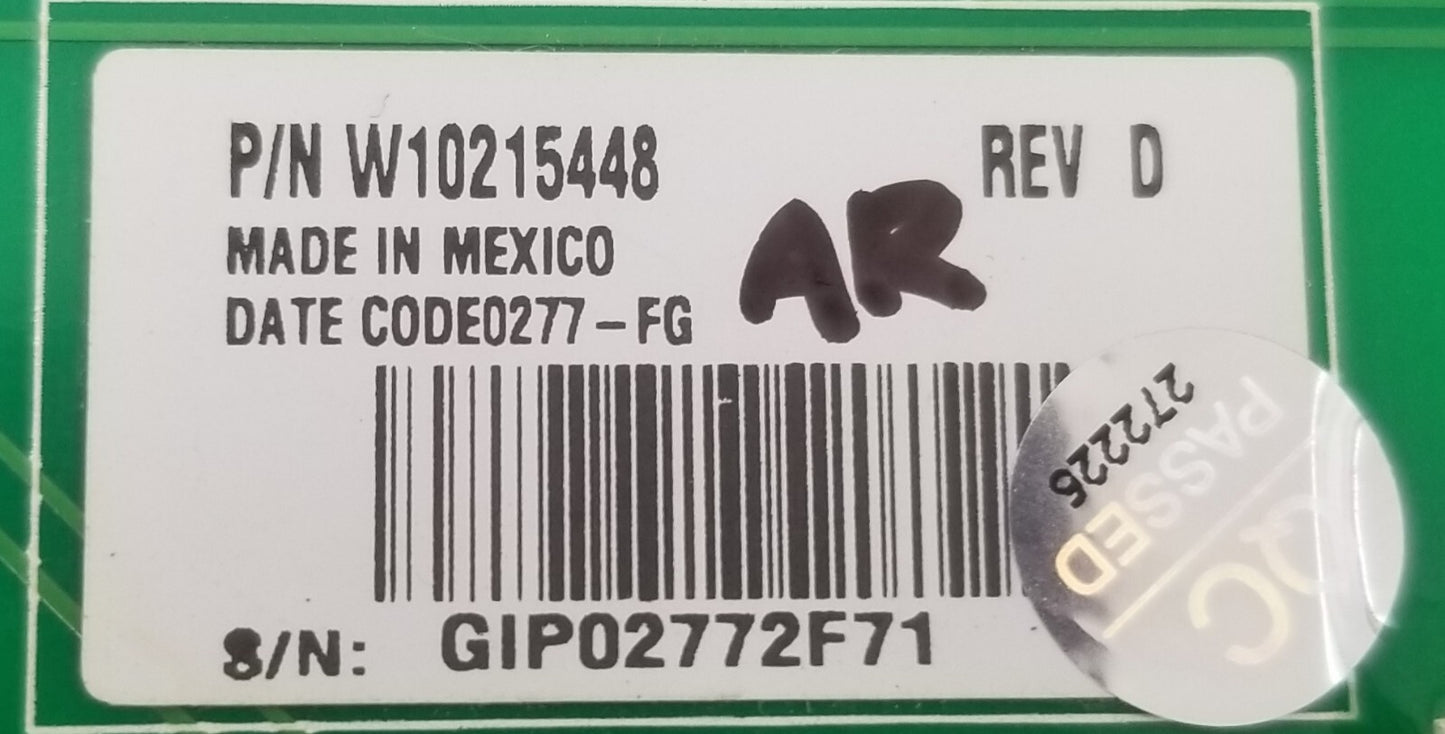 P/N W10215448 REV D
MADE IN MEXICO
AR
DATE CODE0277-FG
S/N: GIP02772F71
QC
PASSED
272226